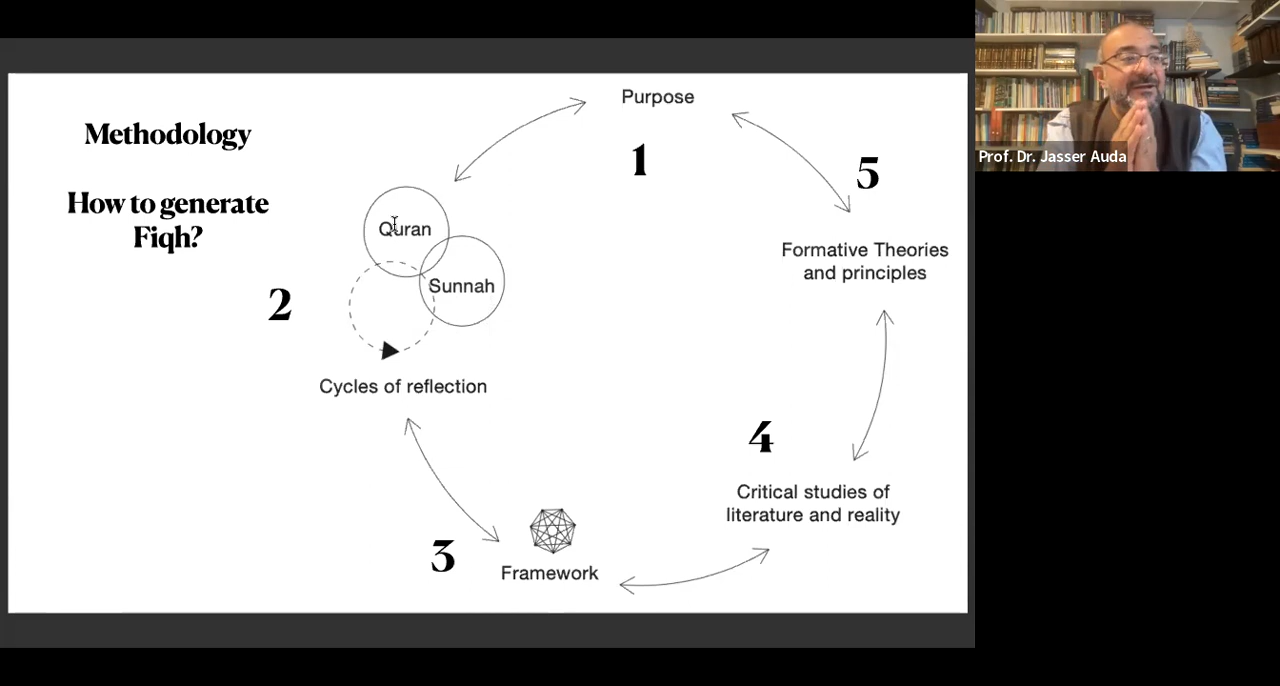 Methodology
How to generate
Fiqh?
Purpose
1
5
Quran
Sunnah
Formative Theories
and principles
2
Cycles of reflection
4
Critical studies of
literature and reality
3
Framework
Prof. Dr. Jasser Auda